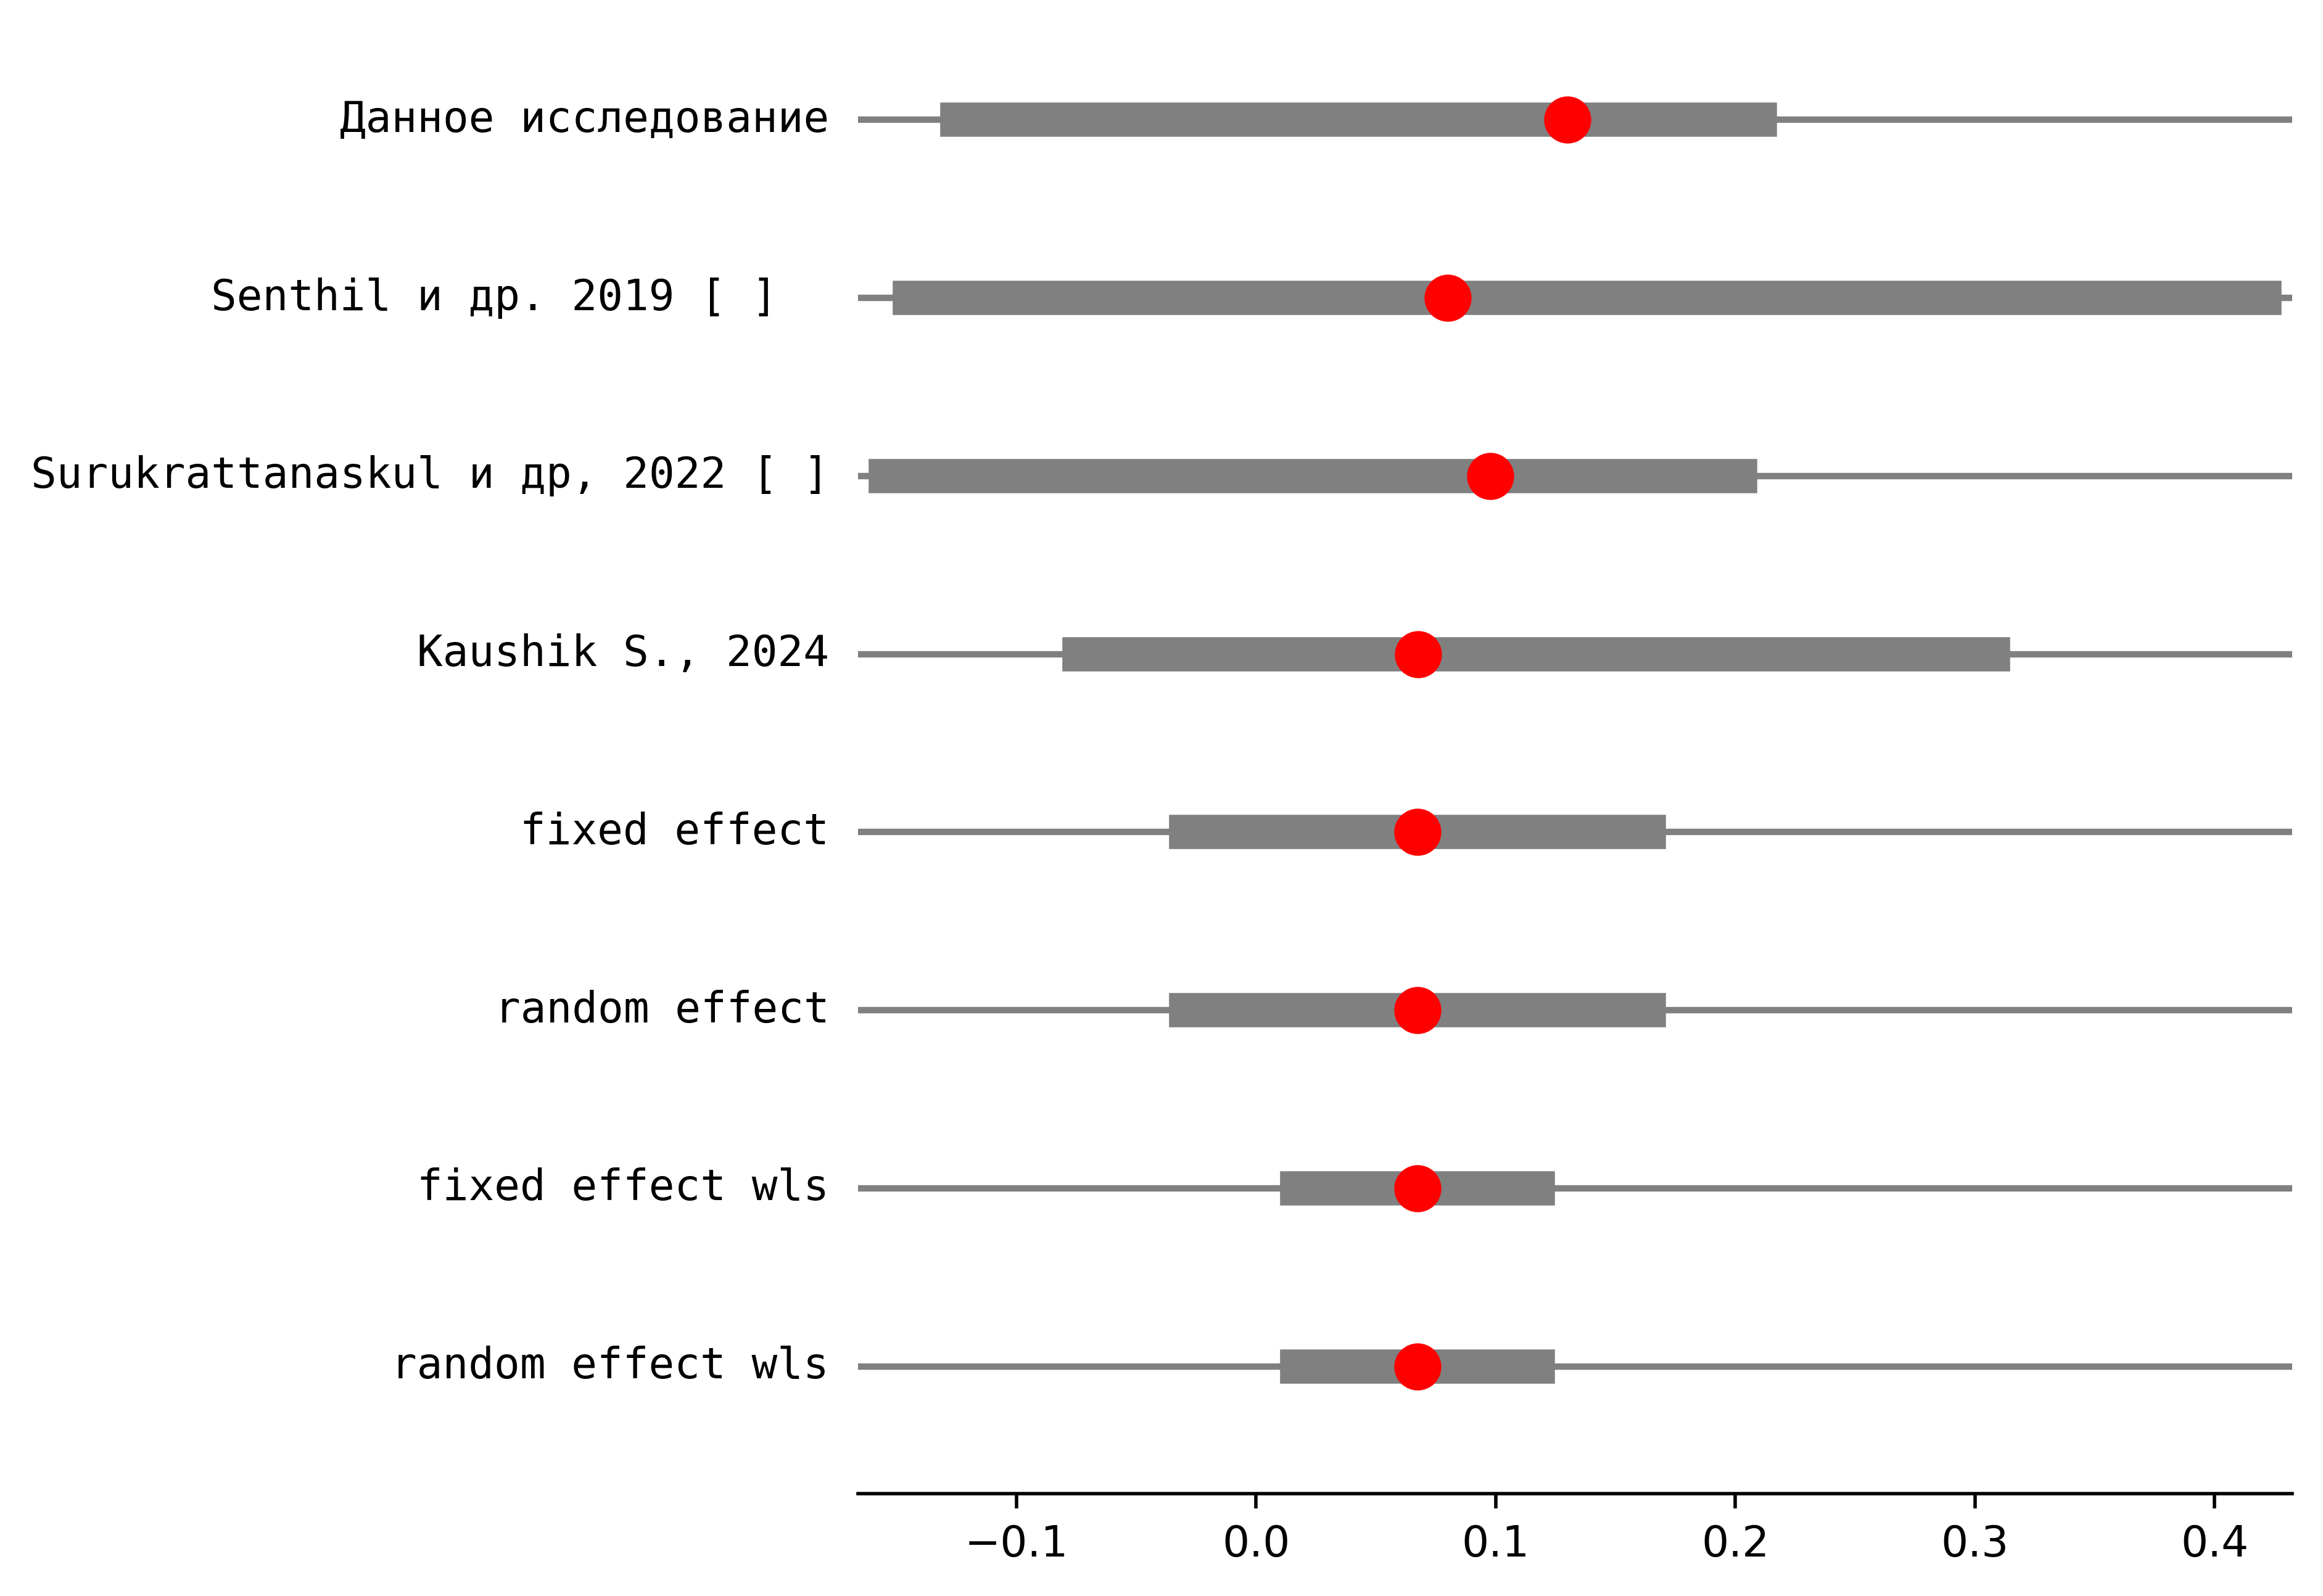 Данное исследование
Senthil и др. 2019 [ ]
Surukrattanaskul и др, 2022 [ ]
Kaushik S., 2024
fixed effect
random effect
fixed effect wls
random effect wls
−0.1 0.0 0.1 0.2 0.3 0.4